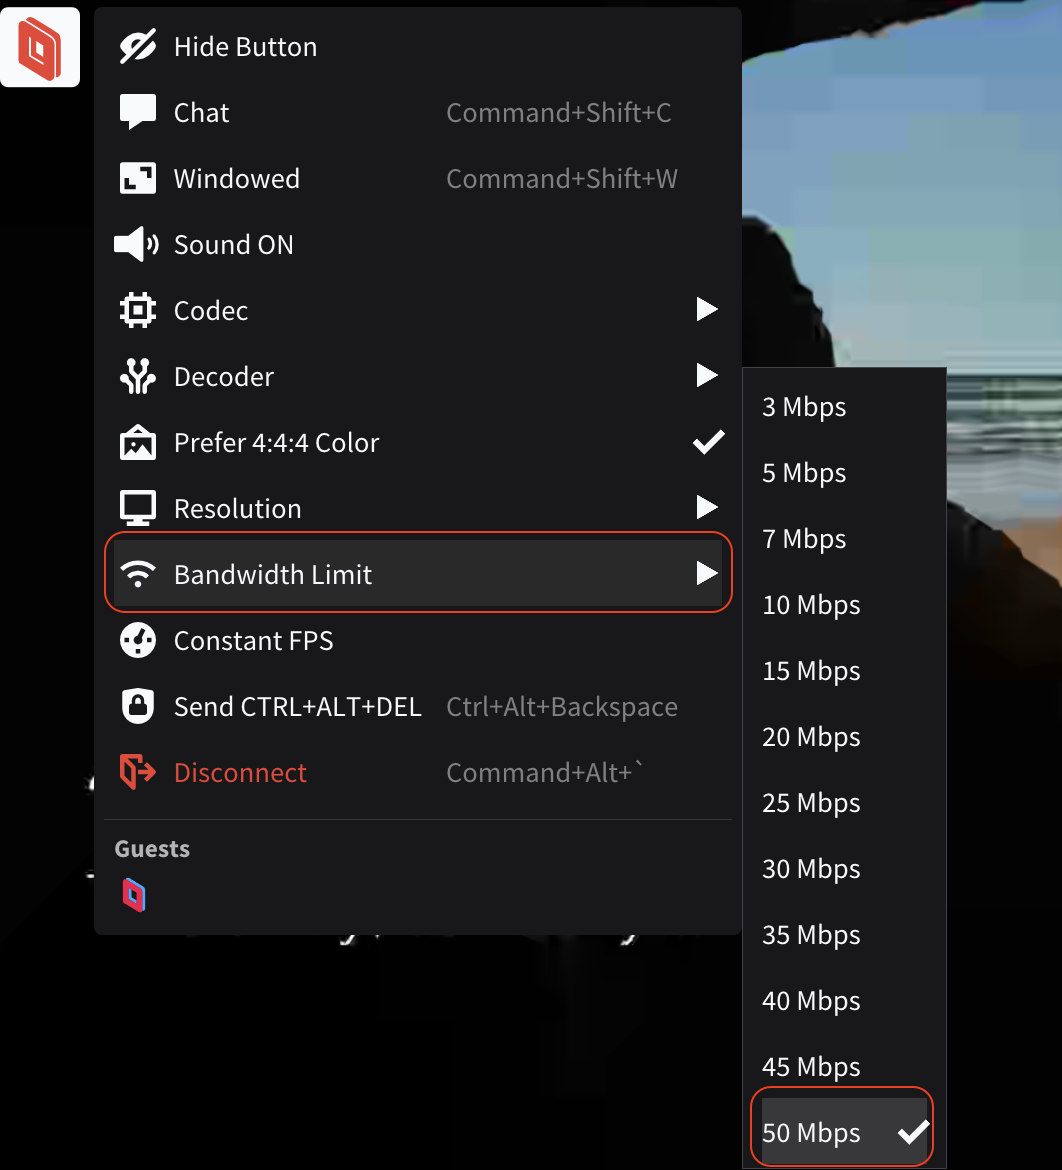 Hide Button
Chat Command+Shift+C
Windowed Command+Shift+W
Sound ON
Codec
Decoder
Prefer 4:4:4 Color
Resolution
Bandwidth Limit
Constant FPS
Send CTRL+ALT+DEL Ctrl+Alt+Backspace
Disconnect Command+Alt+`
Guests
3 Mbps
5 Mbps
7 Mbps
10 Mbps
15 Mbps
20 Mbps
25 Mbps
30 Mbps
35 Mbps
40 Mbps
45 Mbps
50 Mbps